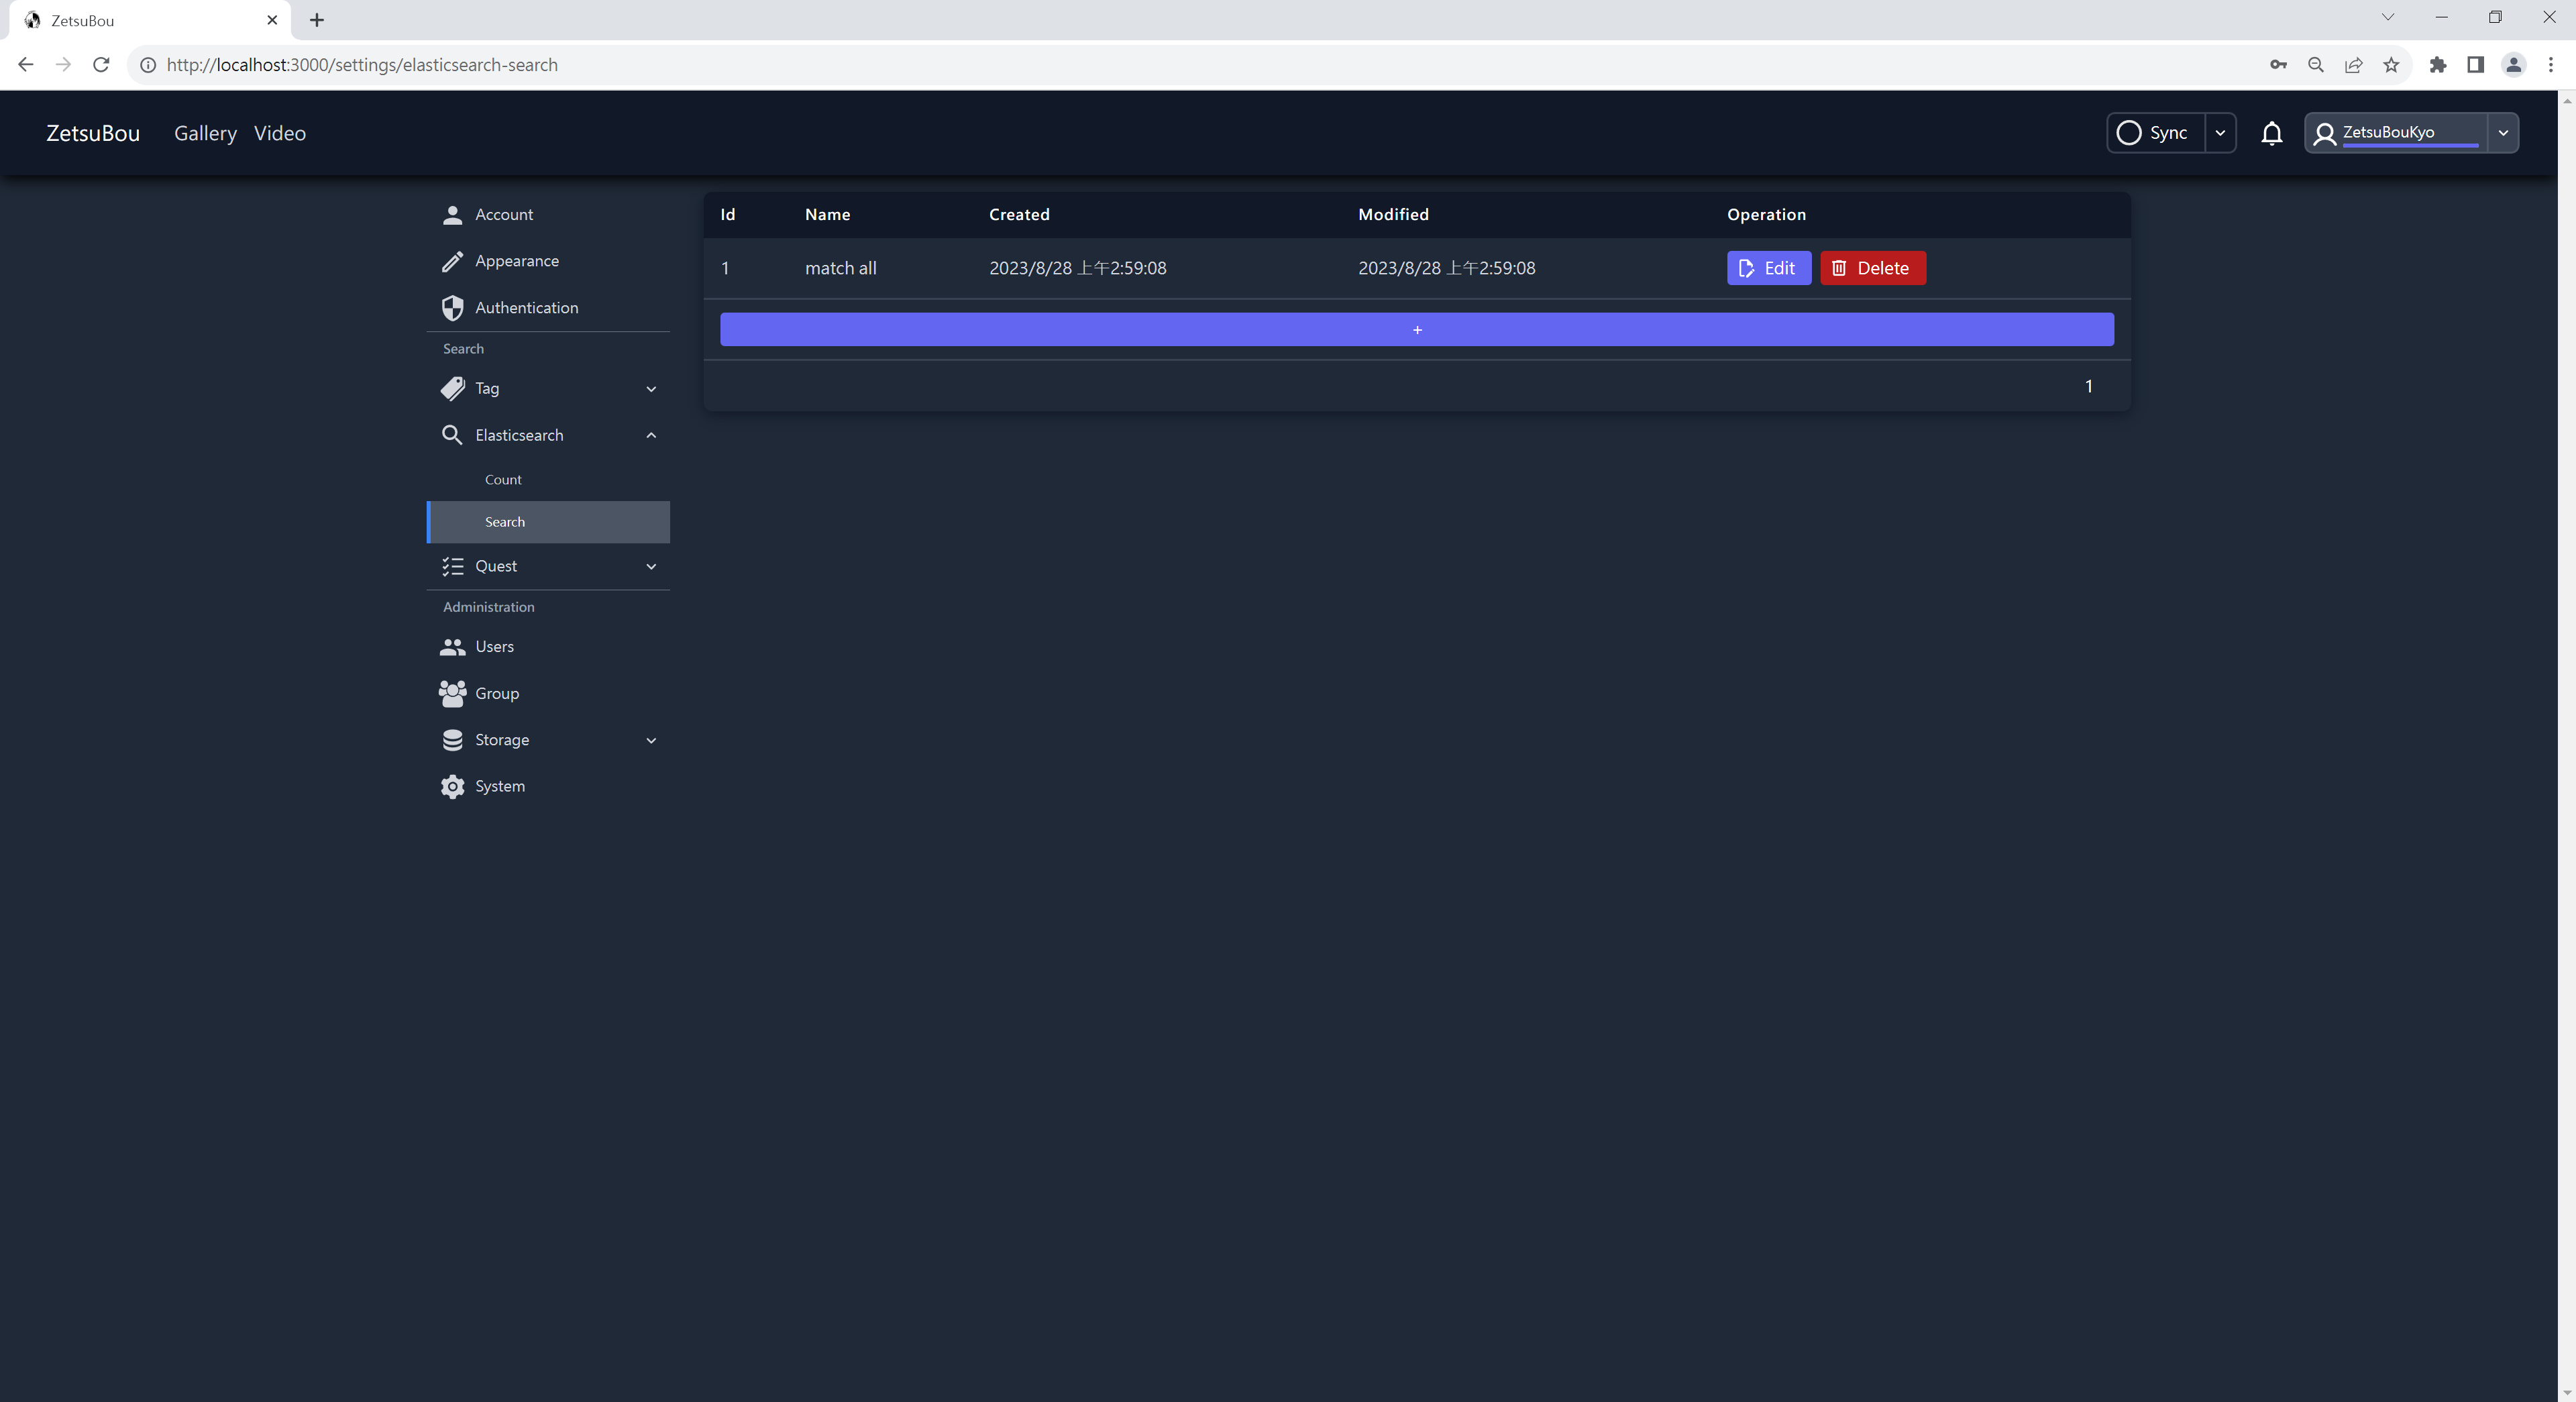 ZetsuBou
http://localhost:3000/settings/elasticsearch-search
ZetsuBou Gallery Video Sync ZetsuBouKyo
Account
Appearance
Authentication
Search
Tag
Elasticsearch
Count
Search
Quest
Administration
Users
Group
Storage
System
Id Name Created Modified Operation
1 match all 2023/8/28 上午2:59:08 2023/8/28 上午2:59:08 Edit Delete
+
1